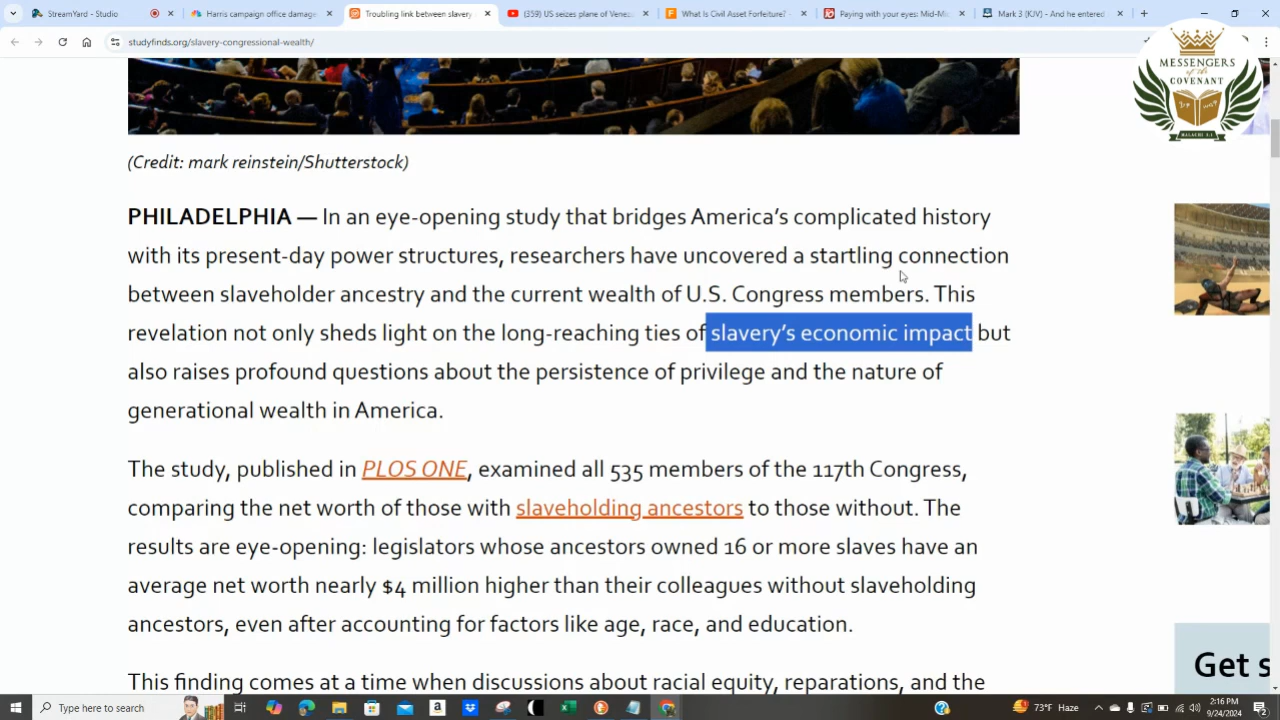 StreamYard
Harris campaign office damage
Troubling link between slavery
(359) US seizes plane of Venez
What Is Civil Asset Forfeiture?
Paying with your eyes: Mid-Mi
Mark 3 (KJV) - And he entered
studyfinds.org/slavery-congressional-wealth/
MESSENGERS
of the
COVENANT
MALACHI 3:1
(Credit: mark reinstein/Shutterstock)
PHILADELPHIA — In an eye-opening study that bridges America's complicated history
with its present-day power structures, researchers have uncovered a startling connection
between slaveholder ancestry and the current wealth of U.S. Congress members. This
revelation not only sheds light on the long-reaching ties of slavery's economic impact but
also raises profound questions about the persistence of privilege and the nature of
generational wealth in America.
The study, published in PLOS ONE, examined all 535 members of the 117th Congress,
comparing the net worth of those with slaveholding ancestors to those without. The
results are eye-opening: legislators whose ancestors owned 16 or more slaves have an
average net worth nearly $4 million higher than their colleagues without slaveholding
ancestors, even after accounting for factors like age, race, and education.
This finding comes at a time when discussions about racial equity, reparations, and the
Get s
Type here to search
73°F Haze
2:16 PM
9/24/2024